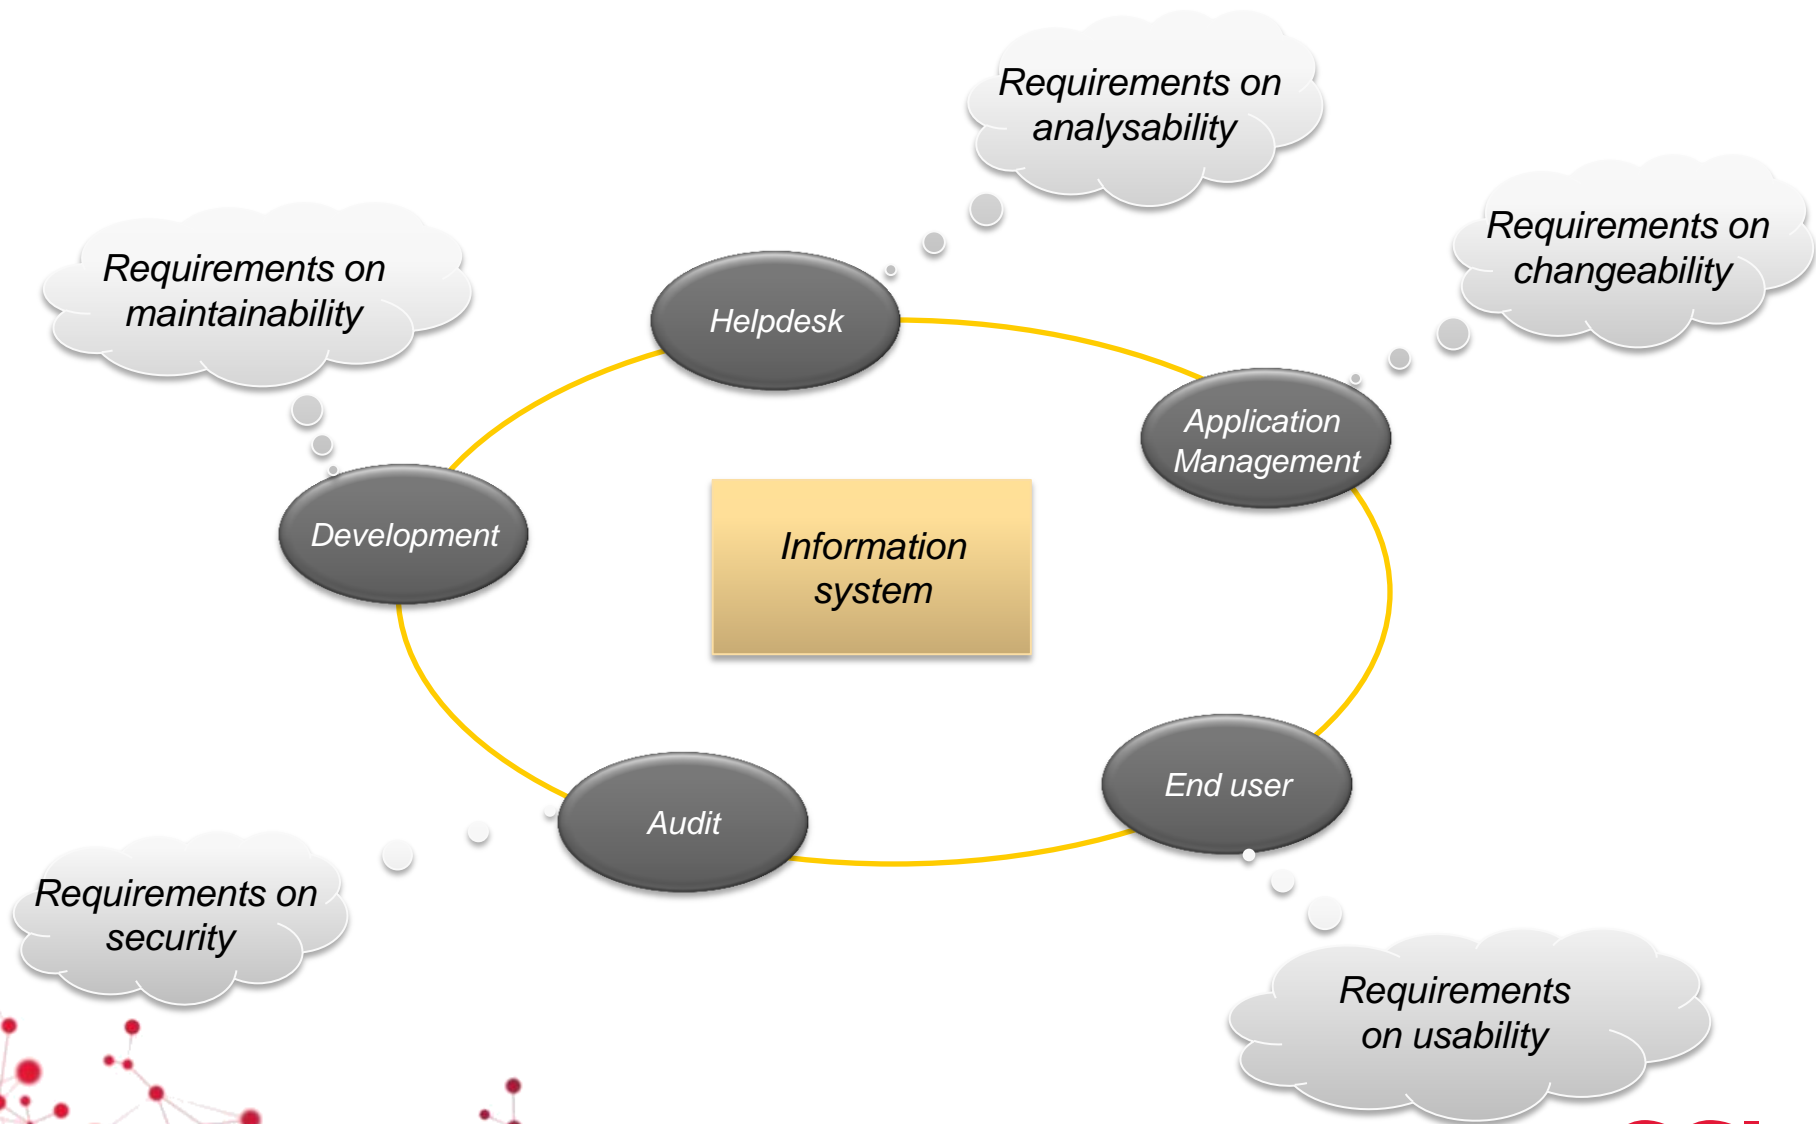 Requirements on
analysability
Requirements on
changeability
Requirements on
maintainability
Helpdesk
Application
Management
Development
Information
system
End user
Audit
Requirements on
security
Requirements
on usability